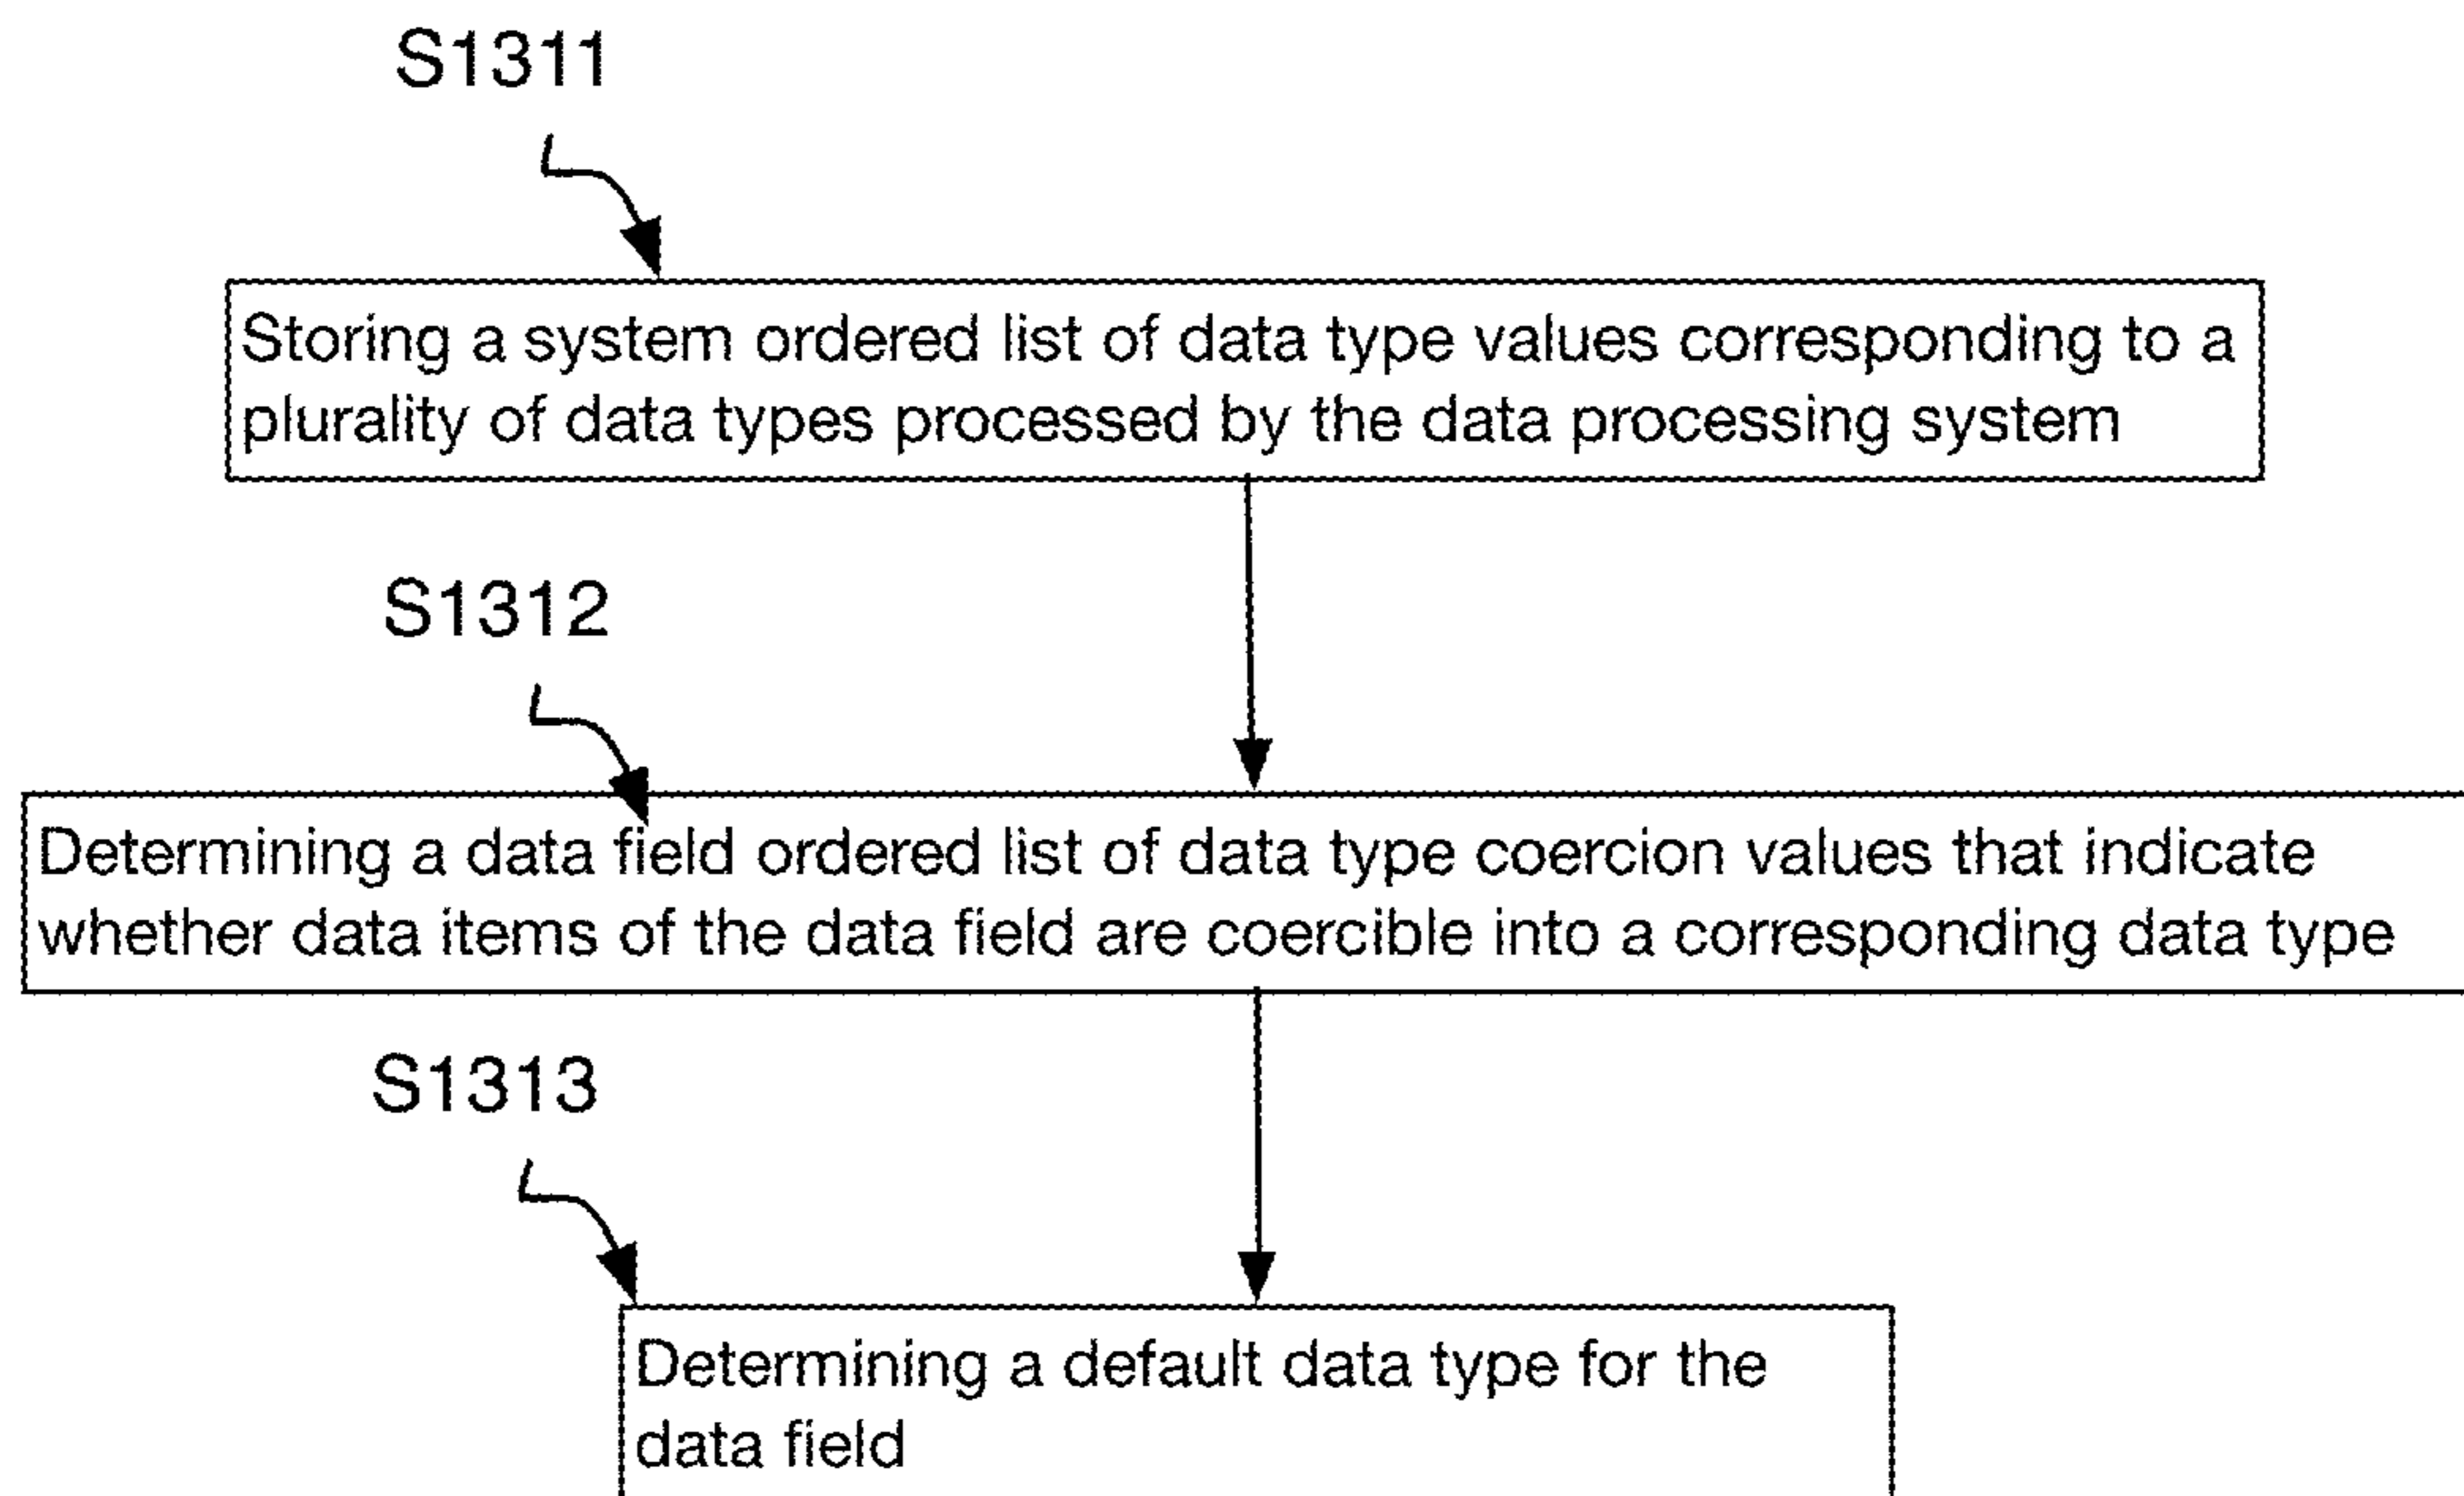 S1311
Storing a system ordered list of data type values corresponding to a
plurality of data types processed by the data processing system
S1312
Determining a data field ordered list of data type coercion values that indicate
whether data items of the data field are coercible into a corresponding data type
S1313
Determining a default data type for the
data field